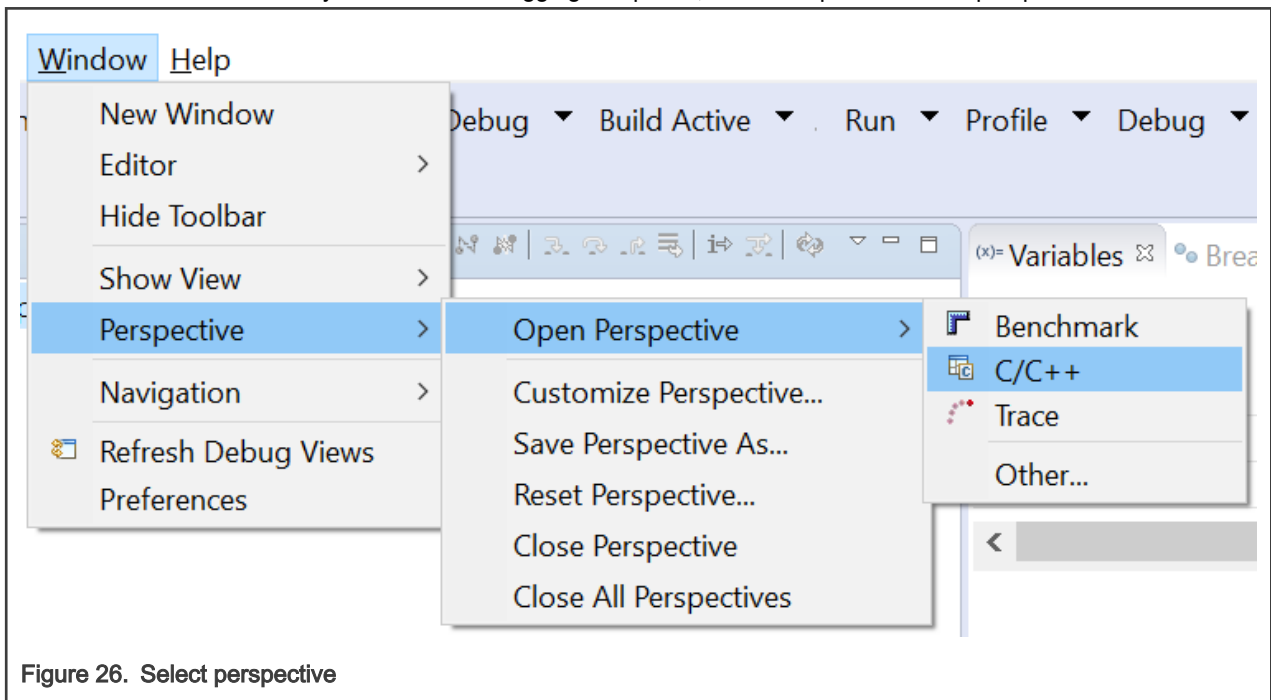 Window Help
New Window
Debug Build Active Run Profile Debug
Editor
Hide Toolbar
(x)= Variables
Show View
Perspective
Open Perspective
Benchmark
C/C++
Navigation
Customize Perspective...
Trace
Refresh Debug Views
Save Perspective As...
Other...
Preferences
Reset Perspective...
Close Perspective
Close All Perspectives
Figure 26. Select perspective